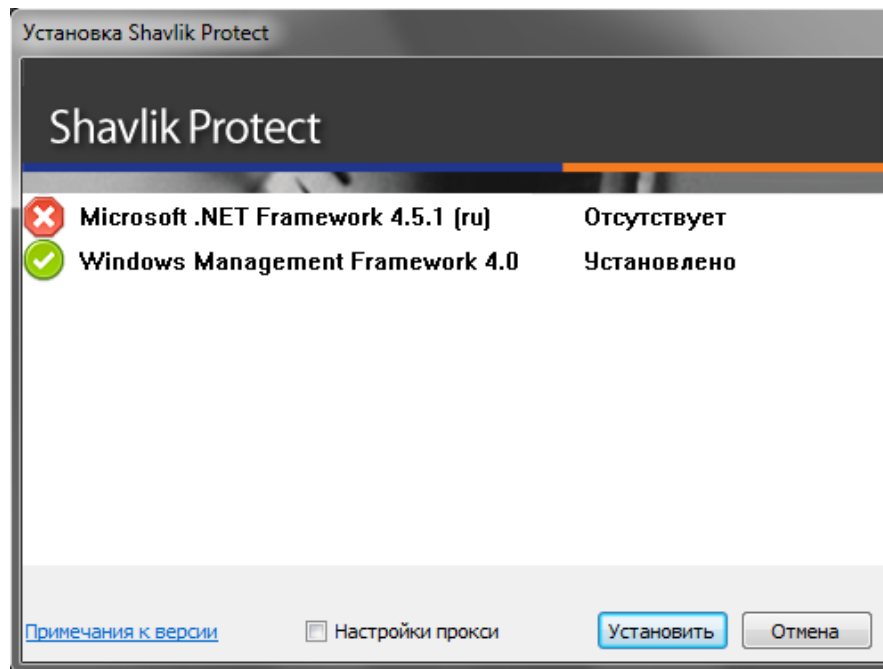 Установка Shavlik Protect
Shavlik Protect
Microsoft .NET Framework 4.5.1 (ru) Отсутствует
Windows Management Framework 4.0 Установлено
Примечания к версии Настройки прокси Установить Отмена